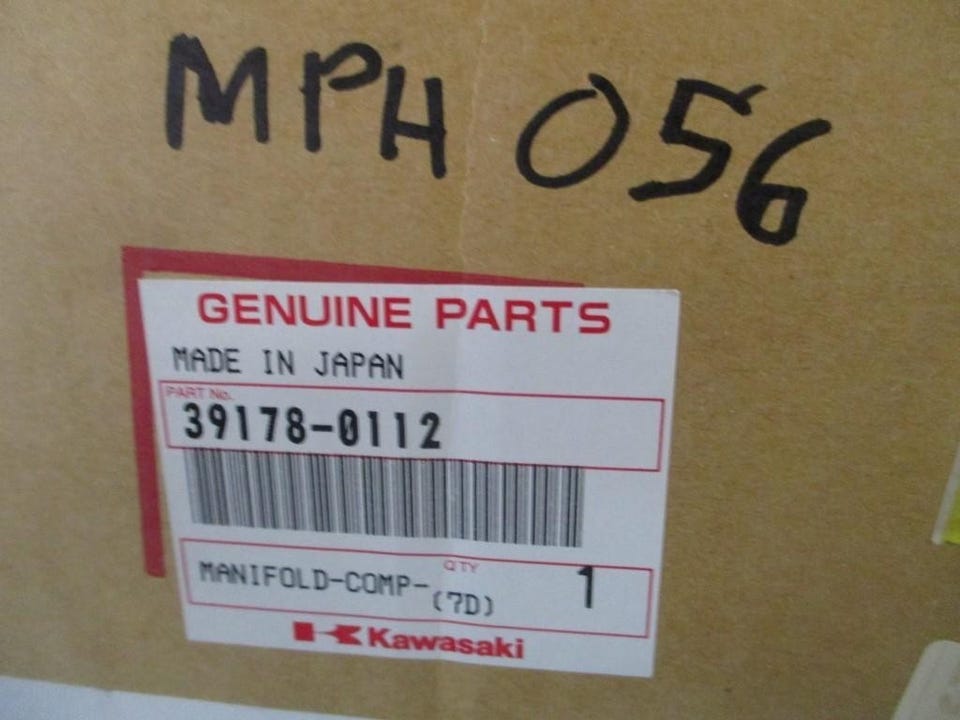 MPH 056
GENUINE PARTS
MADE IN JAPAN
PART No.
39178-0112
QTY
MANIFOLD-COMP-(7D) 1
Kawasaki